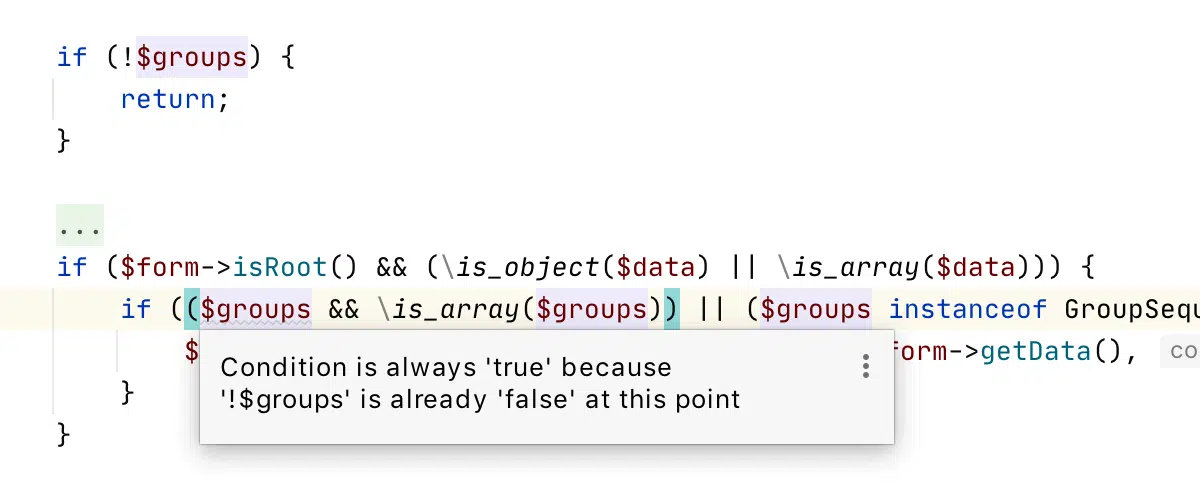 if (!$groups) {
return;
}
...
if ($form->isRoot() && (\is_object($data) || \is_array($data))) {
if (($groups && \is_array($groups)) || ($groups instanceof GroupSequ
$ form->getData(), co
Condition is always 'true' because
'!$groups' is already 'false' at this point
}
}